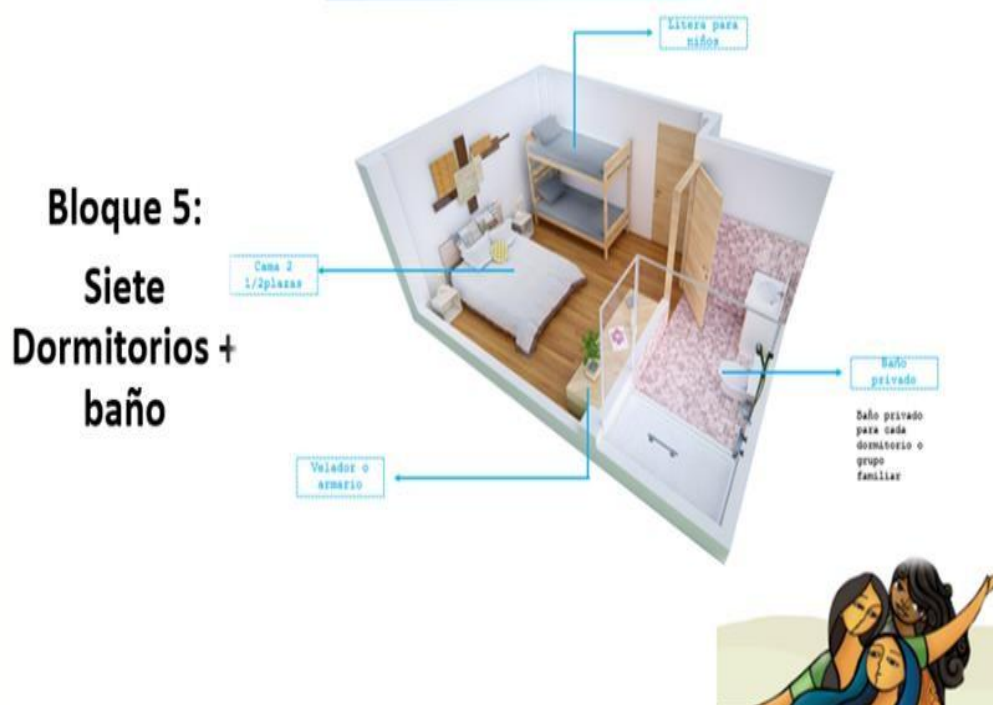 Litera para
niños
Bloque 5:
Siete
Dormitorios +
baño
Cama 2
1/2plazas
Baño
privado
Baño privado
para cada
dormitorio o
grupo
familiar
Velador o
armario